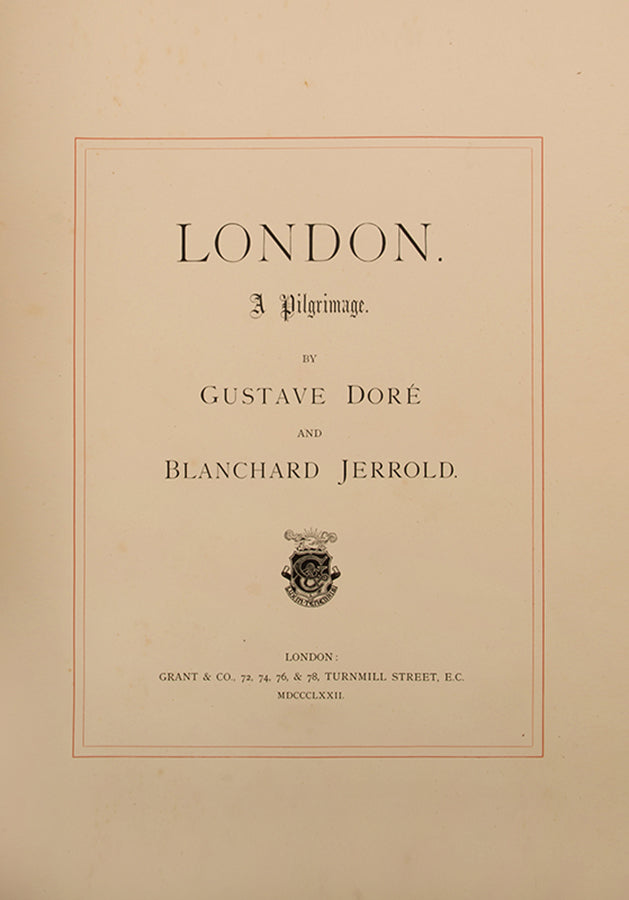 LONDON.
A Pilgrimage.
BY
GUSTAVE DORÉ
AND
BLANCHARD JERROLD.
LONDON:
GRANT & CO., 72, 74, 76, & 78, TURNMILL STREET, E.C.
MDCCCLXXII.